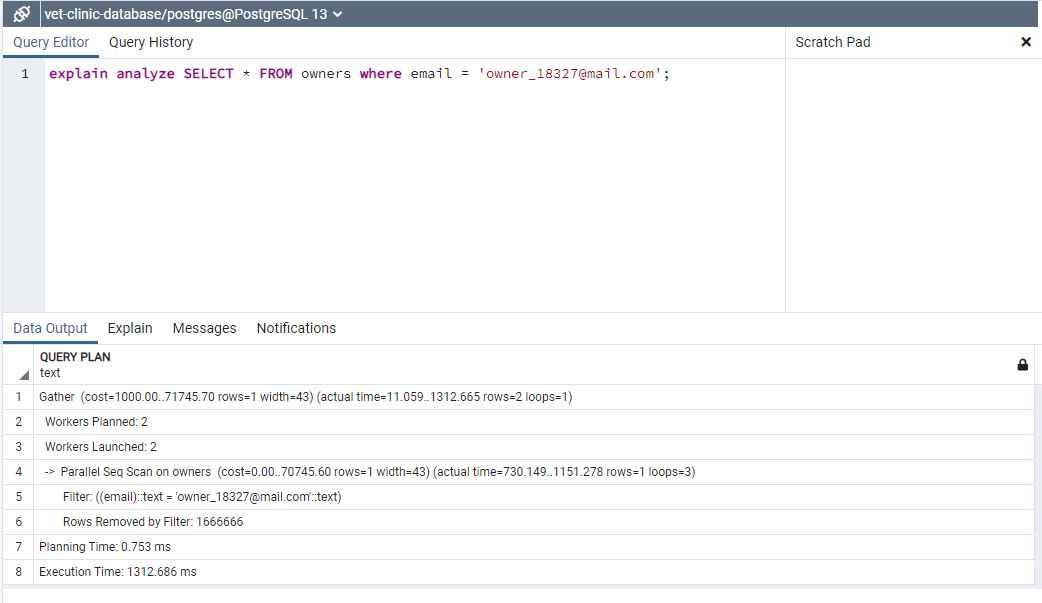 vet-clinic-database/postgres@PostgreSQL 13
Query Editor Query History Scratch Pad
1 explain analyze SELECT * FROM owners where email = 'owner_18327@mail.com';
Data Output Explain Messages Notifications
QUERY PLAN
text
1 Gather (cost=1000.00..71745.70 rows=1 width=43) (actual time=11.059..1312.665 rows=2 loops=1)
2 Workers Planned: 2
3 Workers Launched: 2
4 -> Parallel Seq Scan on owners (cost=0.00..70745.60 rows=1 width=43) (actual time=730.149..1151.278 rows=1 loops=3)
5 Filter: ((email)::text = 'owner_18327@mail.com'::text)
6 Rows Removed by Filter: 1666666
7 Planning Time: 0.753 ms
8 Execution Time: 1312.686 ms